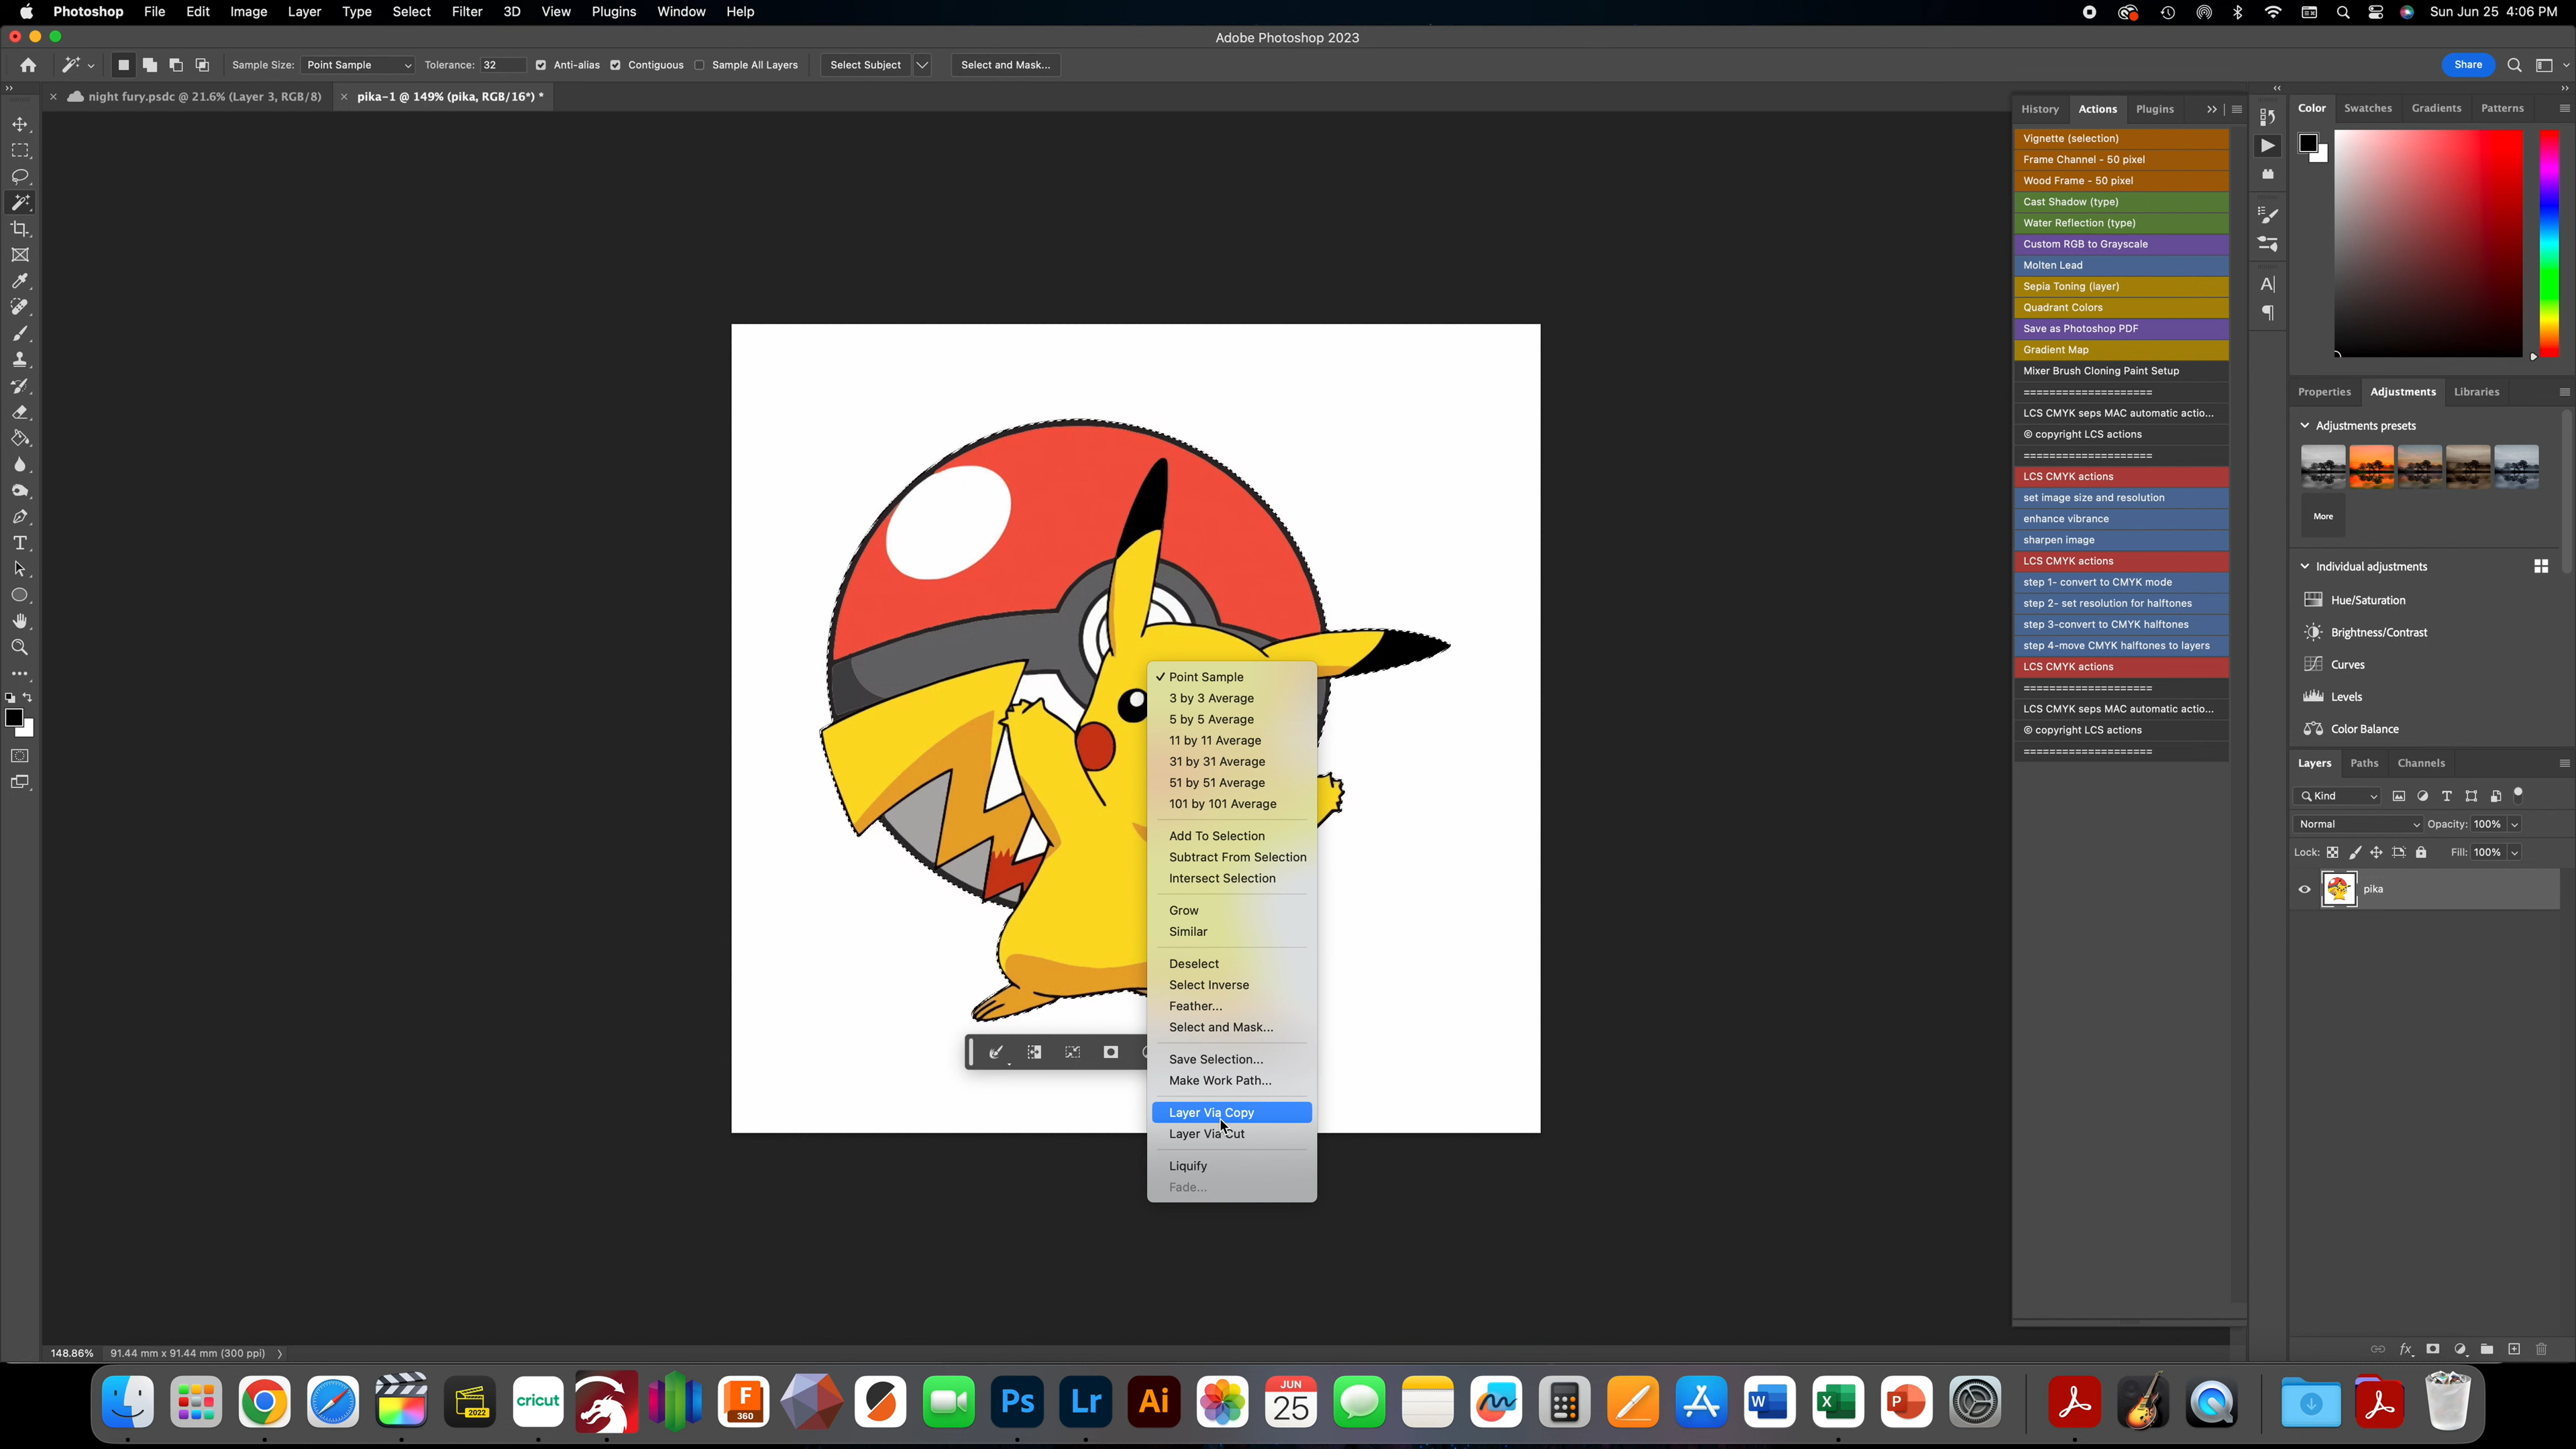 Photoshop File Edit Image Layer Type Select Filter 3D View Plugins Window Help Sun Jun 25 4:06 PM
Adobe Photoshop 2023
Sample Size: Point Sample Tolerance: 32 Anti-alias Contiguous Sample All Layers Select Subject Select and Mask... Share
night fury.psdc @ 21.6% (Layer 3, RGB/8) pika-1 @ 149% (pika, RGB/16*) *
History Actions Plugins
Vignette (selection)
Frame Channel - 50 pixel
Wood Frame - 50 pixel
Cast Shadow (type)
Water Reflection (type)
Custom RGB to Grayscale
Molten Lead
Sepia Toning (layer)
Quadrant Colors
Save as Photoshop PDF
Gradient Map
Mixer Brush Cloning Paint Setup
=====================
LCS CMYK seps MAC automatic actio...
© copyright LCS actions
=====================
LCS CMYK actions
set image size and resolution
enhance vibrance
sharpen image
LCS CMYK actions
step 1- convert to CMYK mode
step 2- set resolution for halftones
step 3-convert to CMYK halftones
step 4-move CMYK halftones to layers
LCS CMYK actions
=====================
LCS CMYK seps MAC automatic actio...
© copyright LCS actions
=====================
Color Swatches Gradients Patterns
Properties Adjustments Libraries
Adjustments presets
More
Individual adjustments
Hue/Saturation
Brightness/Contrast
Curves
Levels
Color Balance
Layers Paths Channels
Kind
Normal Opacity: 100%
Lock: Fill: 100%
pika
Point Sample
3 by 3 Average
5 by 5 Average
11 by 11 Average
31 by 31 Average
51 by 51 Average
101 by 101 Average
Add To Selection
Subtract From Selection
Intersect Selection
Grow
Similar
Deselect
Select Inverse
Feather...
Select and Mask...
Save Selection...
Make Work Path...
Layer Via Copy
Layer Via Cut
Liquify
Fade...
148.86% 91.44 mm x 91.44 mm (300 ppi)
2022
cricut
F
360
Ps
Lr
Ai
JUN
25
W
X
P